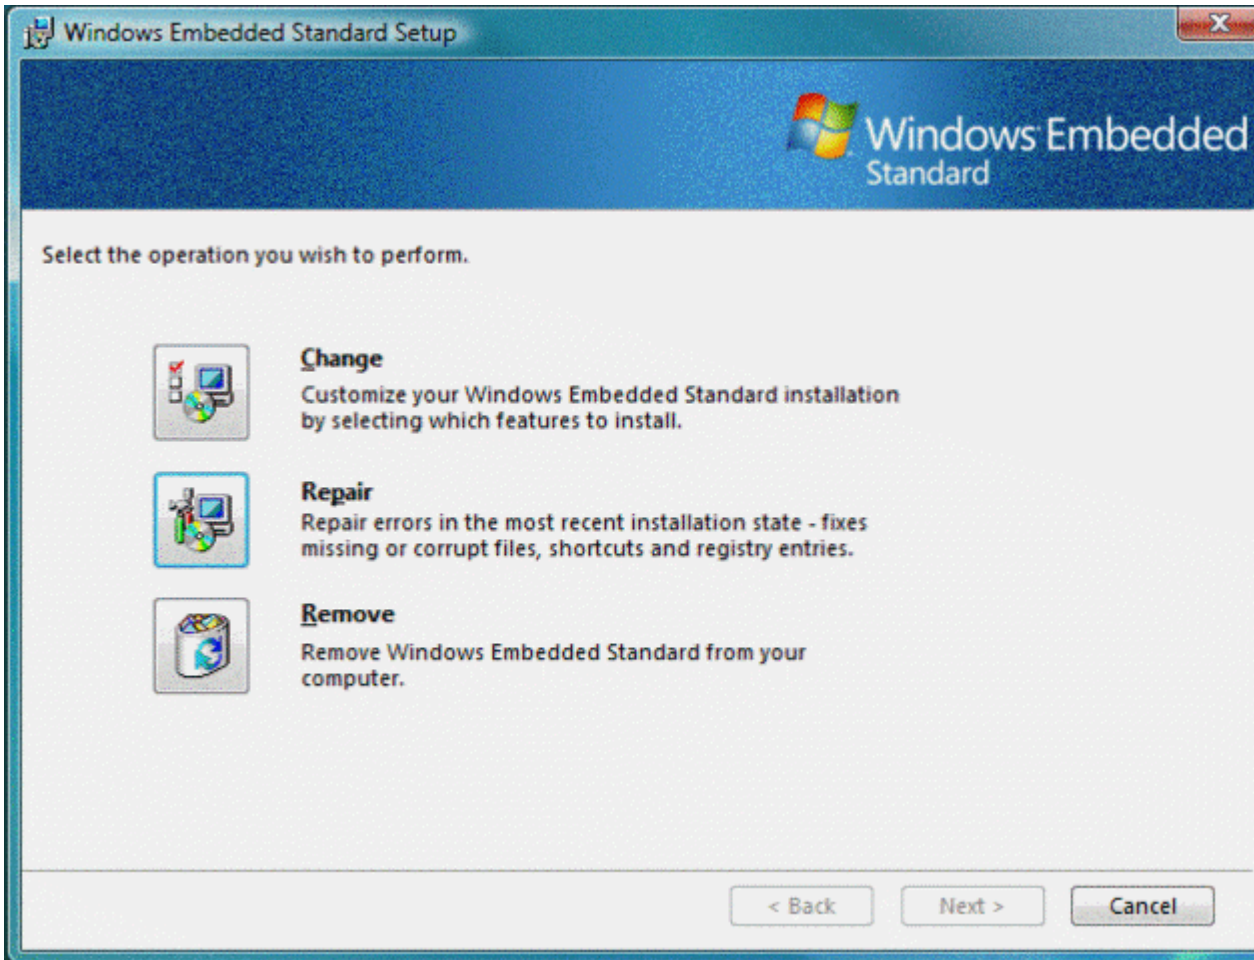 Windows Embedded Standard Setup
Windows Embedded
Standard
Select the operation you wish to perform.
Change
Customize your Windows Embedded Standard installation
by selecting which features to install.
Repair
Repair errors in the most recent installation state - fixes
missing or corrupt files, shortcuts and registry entries.
Remove
Remove Windows Embedded Standard from your
computer.
< Back
Next >
Cancel